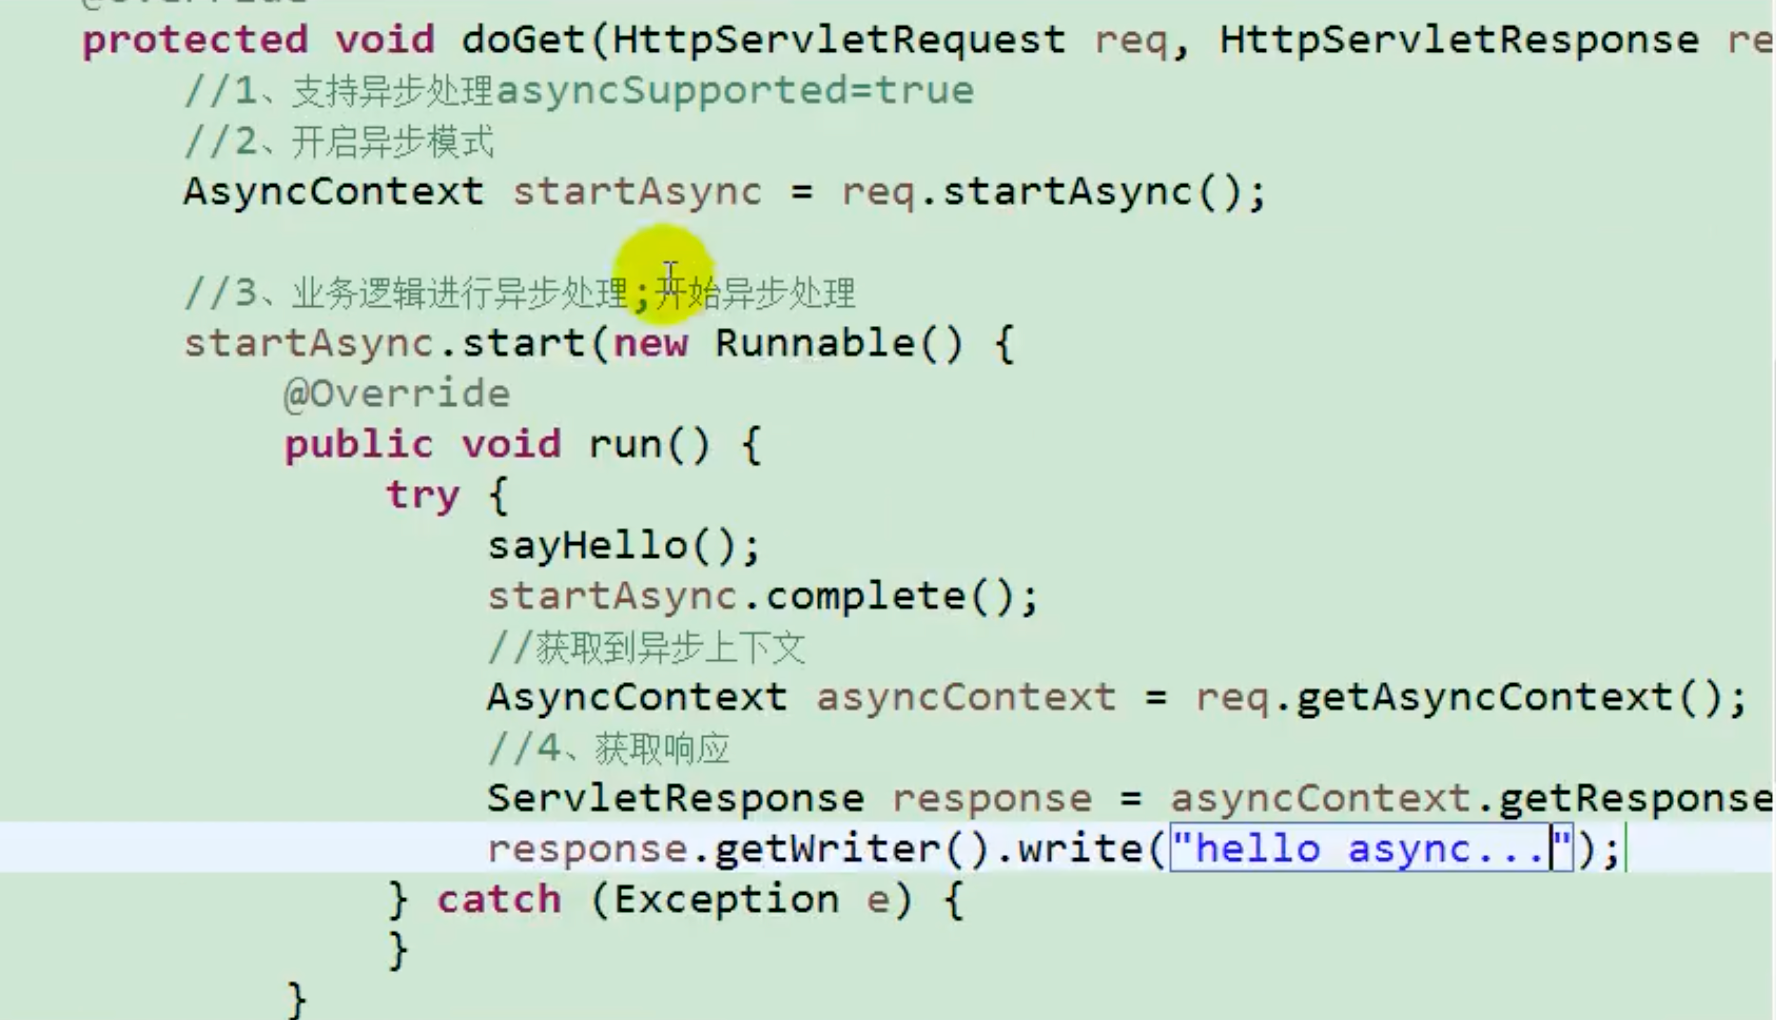 @Override
protected void doGet(HttpServletRequest req, HttpServletResponse re
//1、支持异步处理asyncSupported=true
//2、开启异步模式
AsyncContext startAsync = req.startAsync();
//3、业务逻辑进行异步处理;开始异步处理
startAsync.start(new Runnable() {
@Override
public void run() {
try {
sayHello();
startAsync.complete();
//获取到异步上下文
AsyncContext asyncContext = req.getAsyncContext();
//4、获取响应
ServletResponse response = asyncContext.getResponse
response.getWriter().write("hello async...");
} catch (Exception e) {
}
}